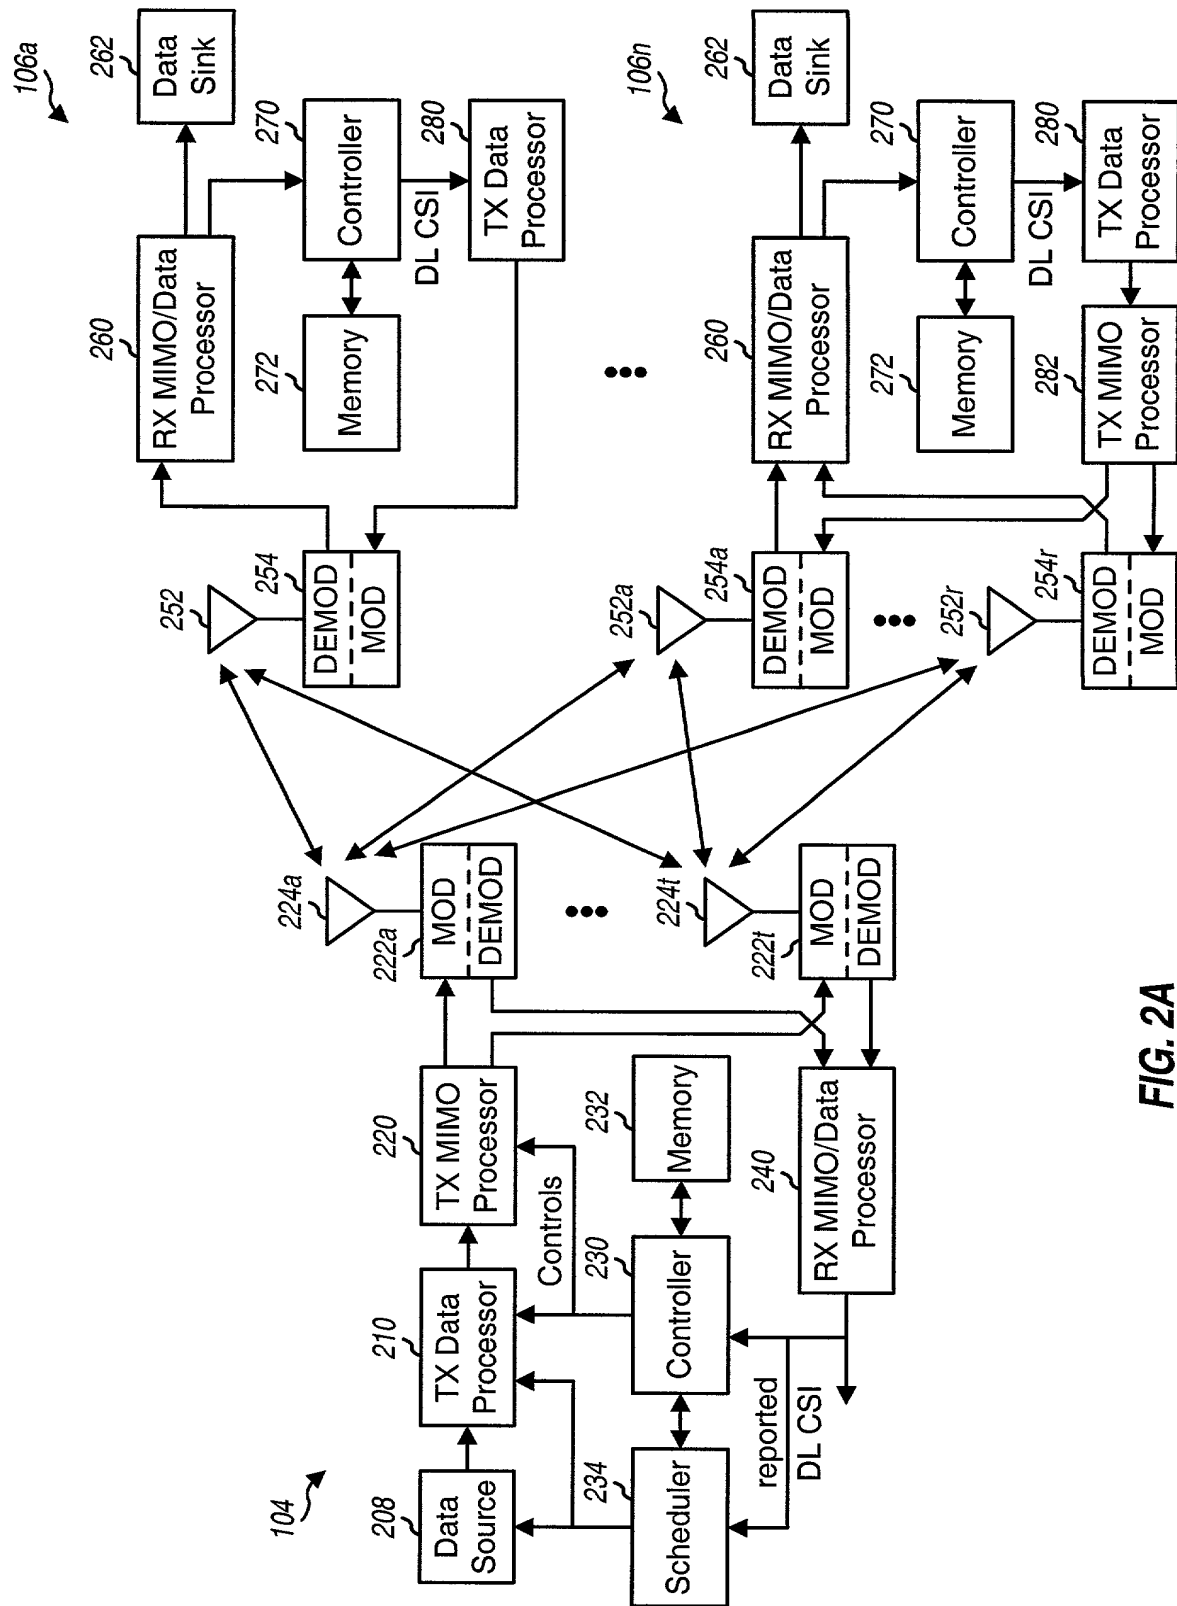 104
208
Data
Source
210
TX Data
Processor
220
TX MIMO
Processor
222a
MOD
DEMOD
224a
Controls
234
Scheduler
230
Controller
232
Memory
reported
DL CSI
240
RX MIMO/Data
Processor
222t
MOD
DEMOD
224t
106a
252
254
DEMOD
MOD
260
RX MIMO/Data
Processor
262
Data
Sink
270
Controller
272
Memory
DL CSI
280
TX Data
Processor
106n
252a
254a
DEMOD
MOD
252r
254r
DEMOD
MOD
260
RX MIMO/Data
Processor
262
Data
Sink
270
Controller
272
Memory
DL CSI
280
TX Data
Processor
282
TX MIMO
Processor
FIG. 2A